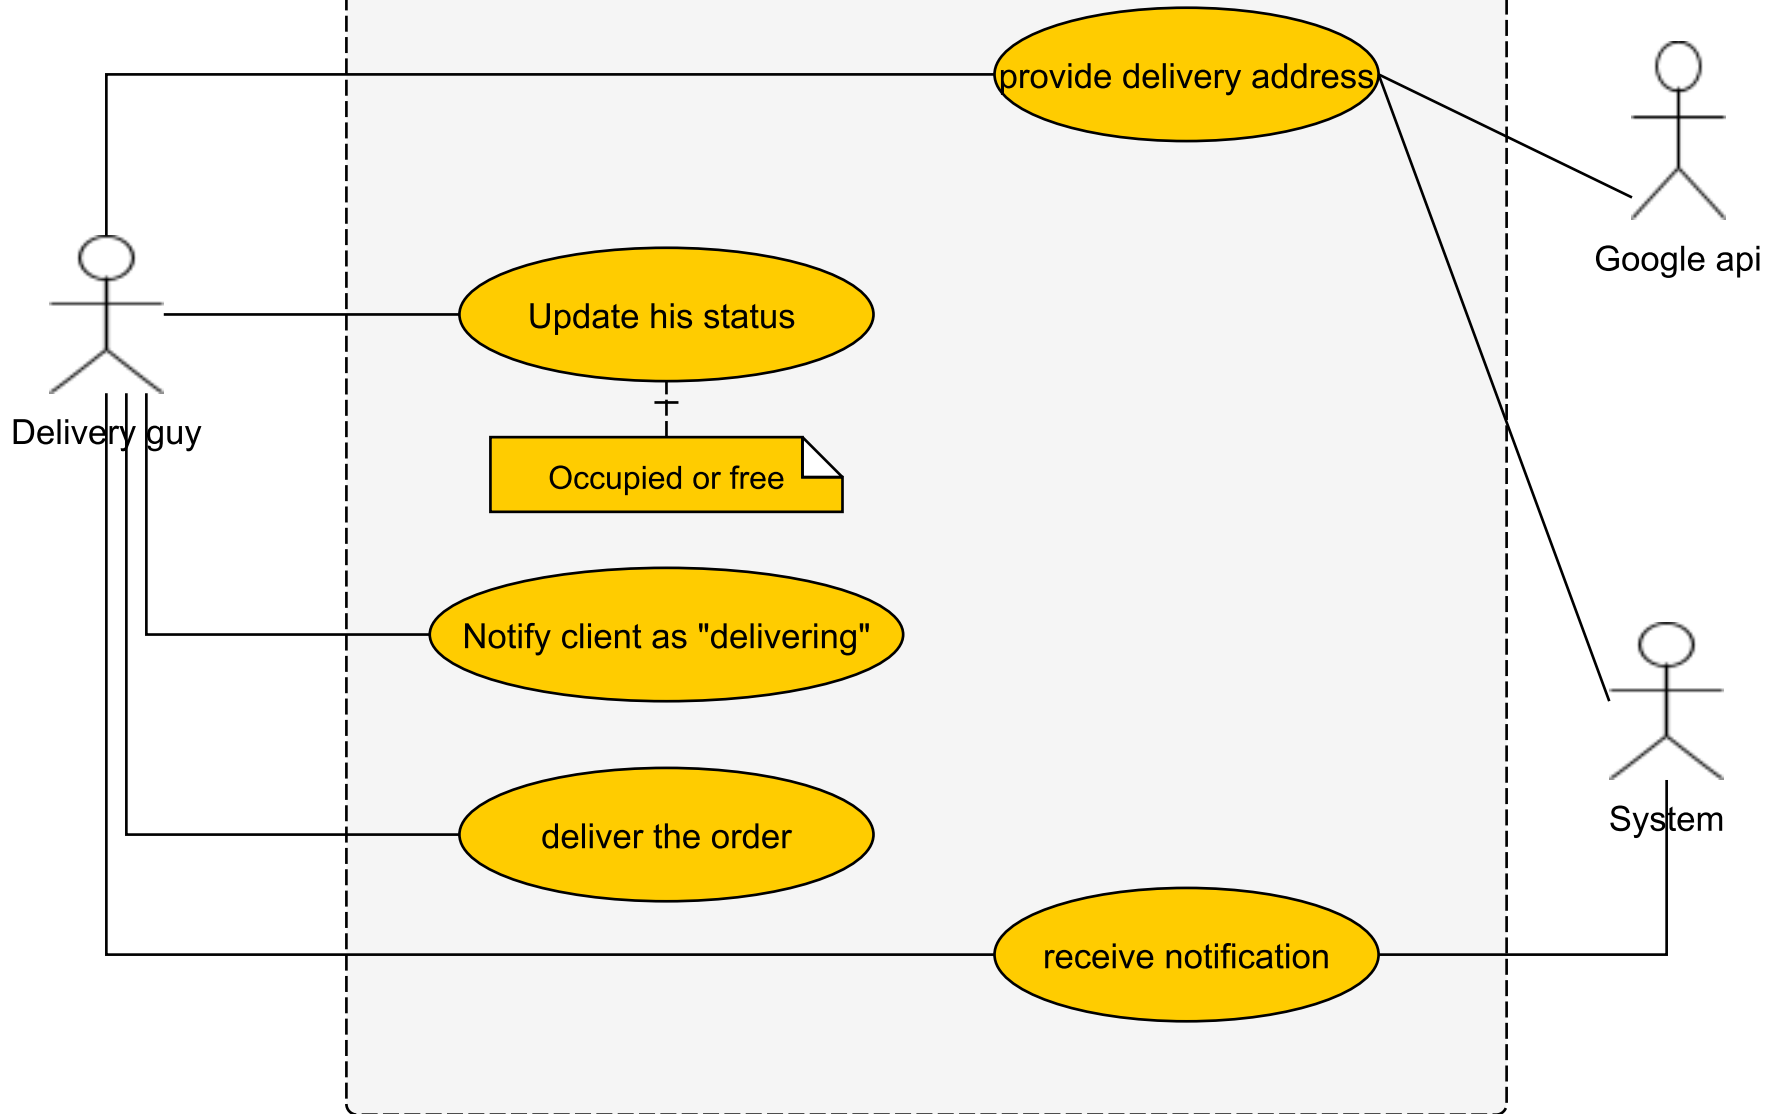 provide delivery address
Google api
Update his status
Delivery guy
Occupied or free
Notify client as "delivering"
System
deliver the order
receive notification